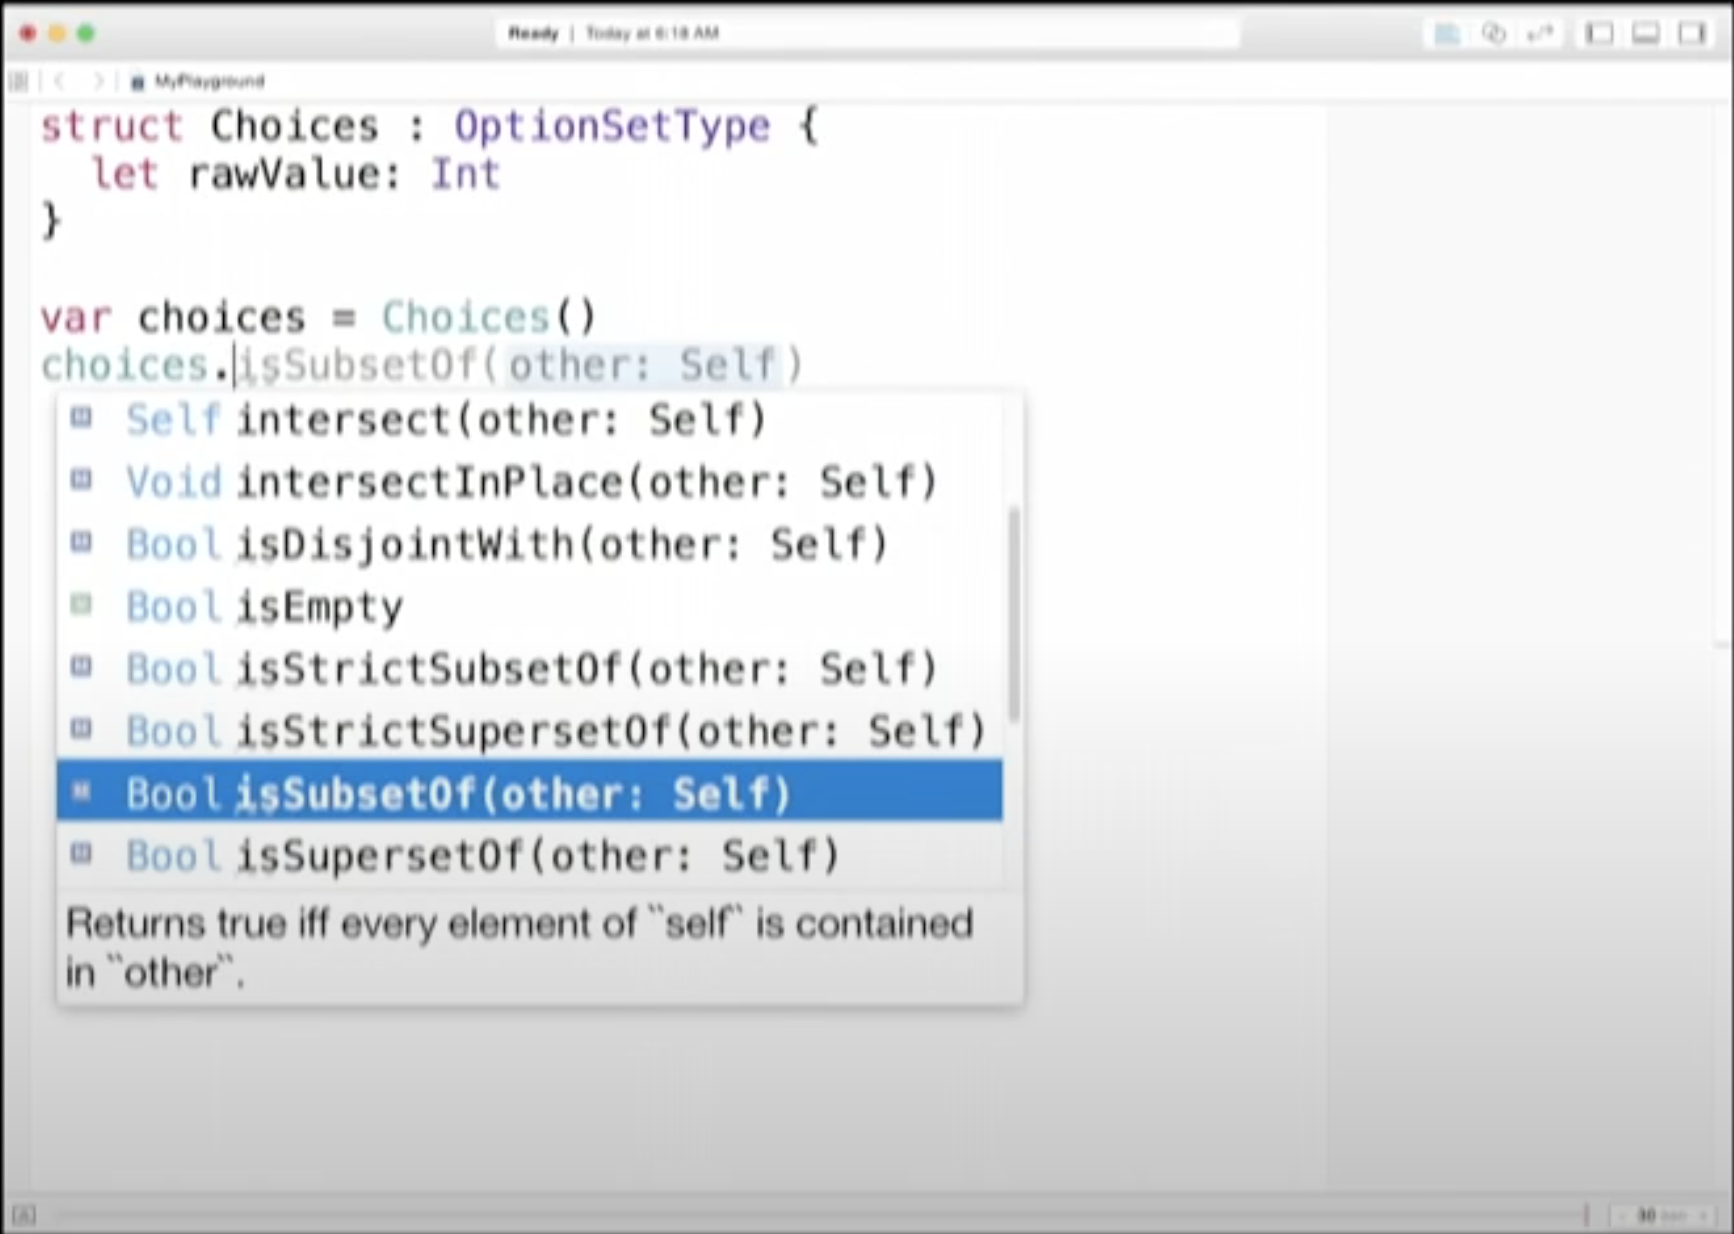 Ready | Today at 6:18 AM
MyPlayground
struct Choices : OptionSetType {
let rawValue: Int
}
var choices = Choices()
choices.isSubsetOf(other: Self)
Self intersect(other: Self)
Void intersectInPlace(other: Self)
Bool isDisjointWith(other: Self)
Bool isEmpty
Bool isStrictSubsetOf(other: Self)
Bool isStrictSupersetOf(other: Self)
Bool isSubsetOf(other: Self)
Bool isSupersetOf(other: Self)
Returns true iff every element of ``self`` is contained
in ``other``.
30